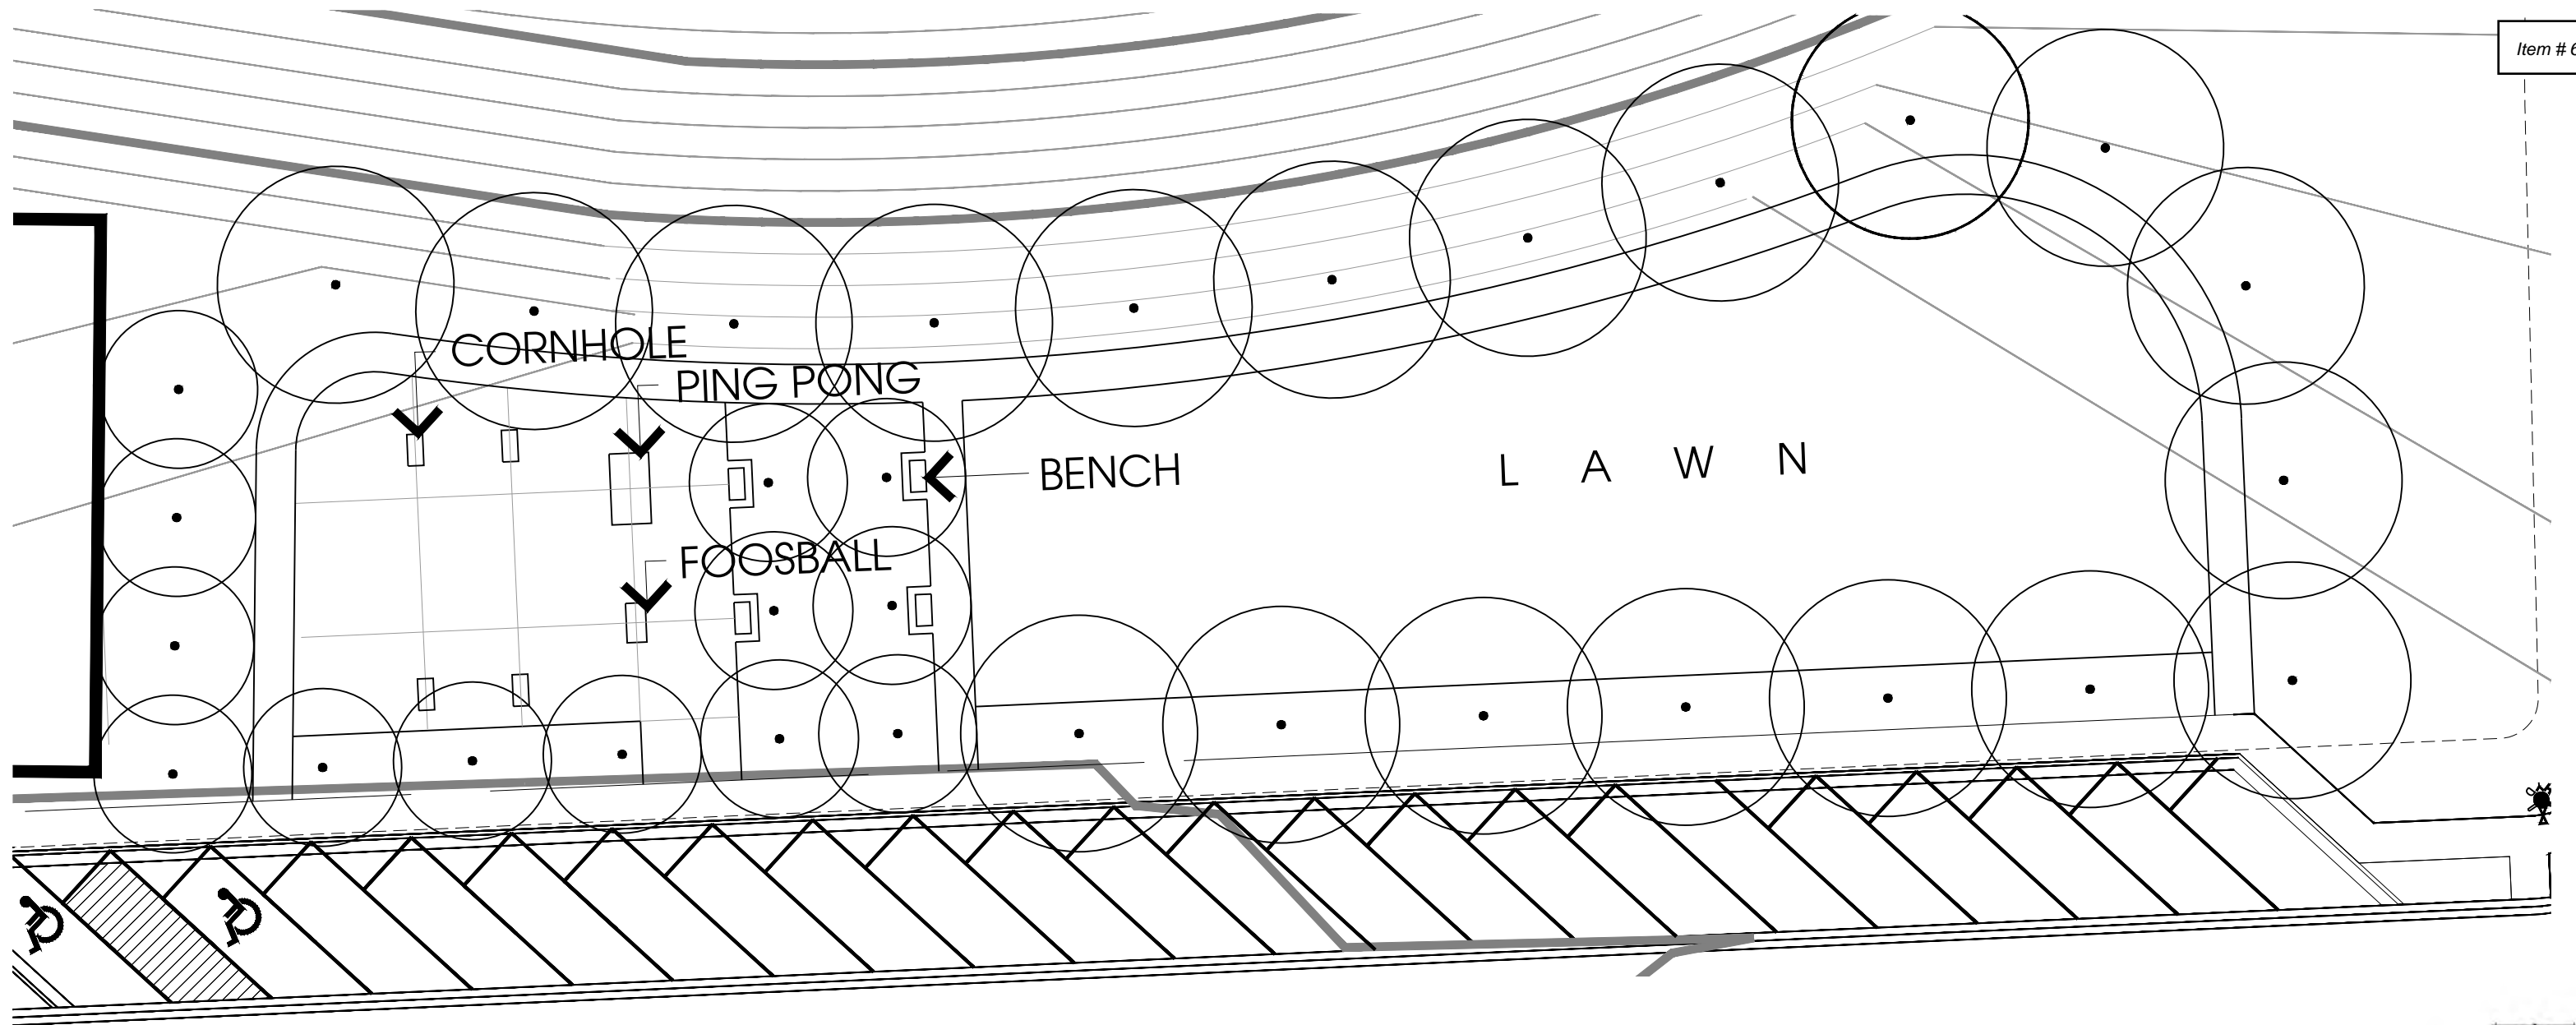 Item # 6
CORNHOLE
PING PONG
BENCH
L A W N
FOOSBALL